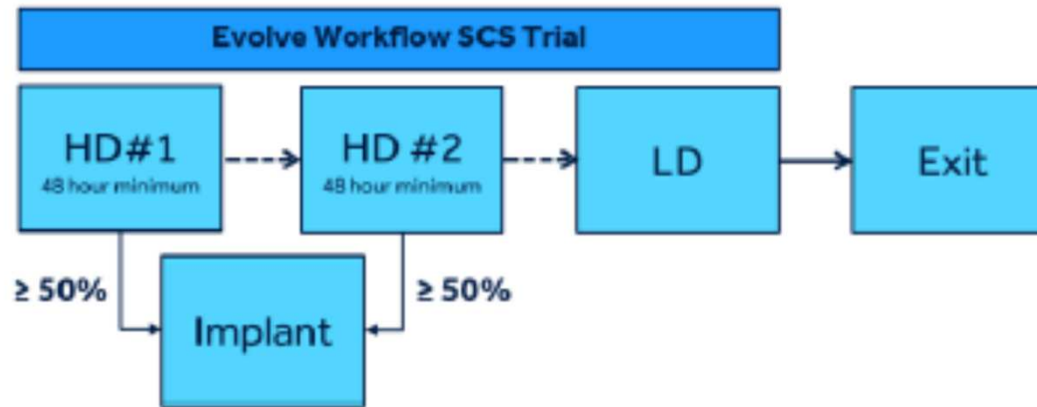 Evolve Workflow SCS Trial
HD#1
48 hour minimum
HD #2
48 hour minimum
LD
Exit
≥ 50%
≥ 50%
Implant